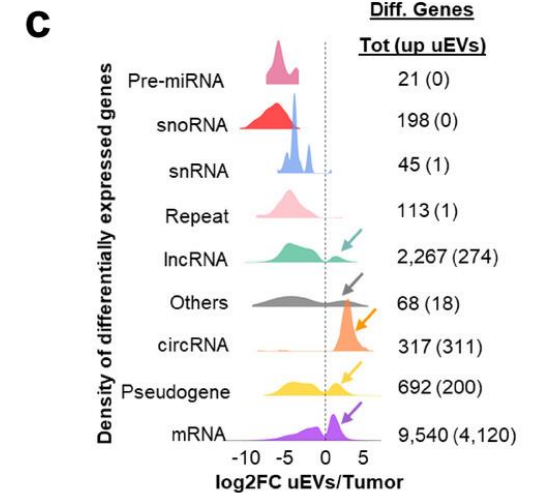 C
Diff. Genes
Tot (up uEVs)
Density of differentially expressed genes
Pre-miRNA 21 (0)
snoRNA 198 (0)
snRNA 45 (1)
Repeat 113 (1)
lncRNA 2,267 (274)
Others 68 (18)
circRNA 317 (311)
Pseudogene 692 (200)
mRNA 9,540 (4,120)
-10 -5 0 5
log2FC uEVs/Tumor